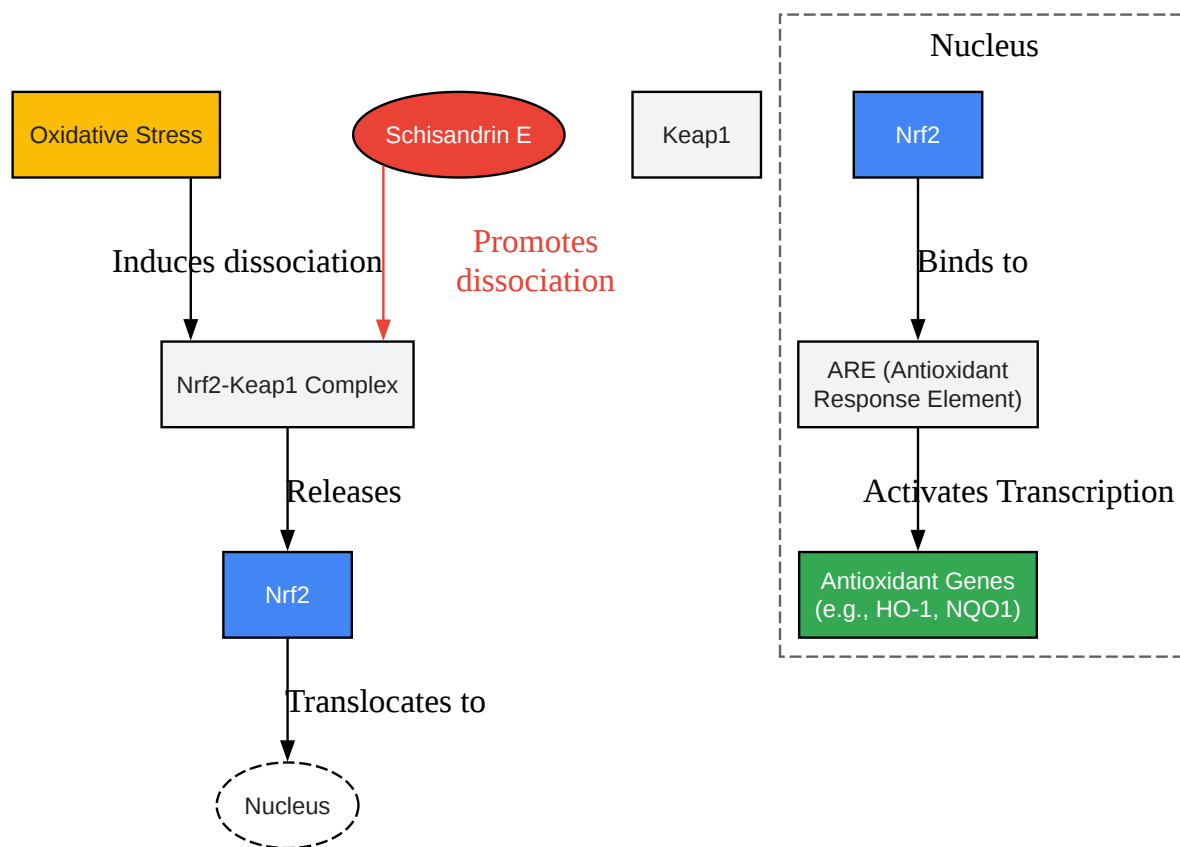 Nucleus
Oxidative Stress
Schisandrin E
Keap1
Nrf2
Induces dissociation
Promotes
dissociation
Binds to
Nrf2-Keap1 Complex
ARE (Antioxidant
Response Element)
Releases
Activates Transcription
Nrf2
Antioxidant Genes
(e.g., HO-1, NQO1)
Translocates to
Nucleus